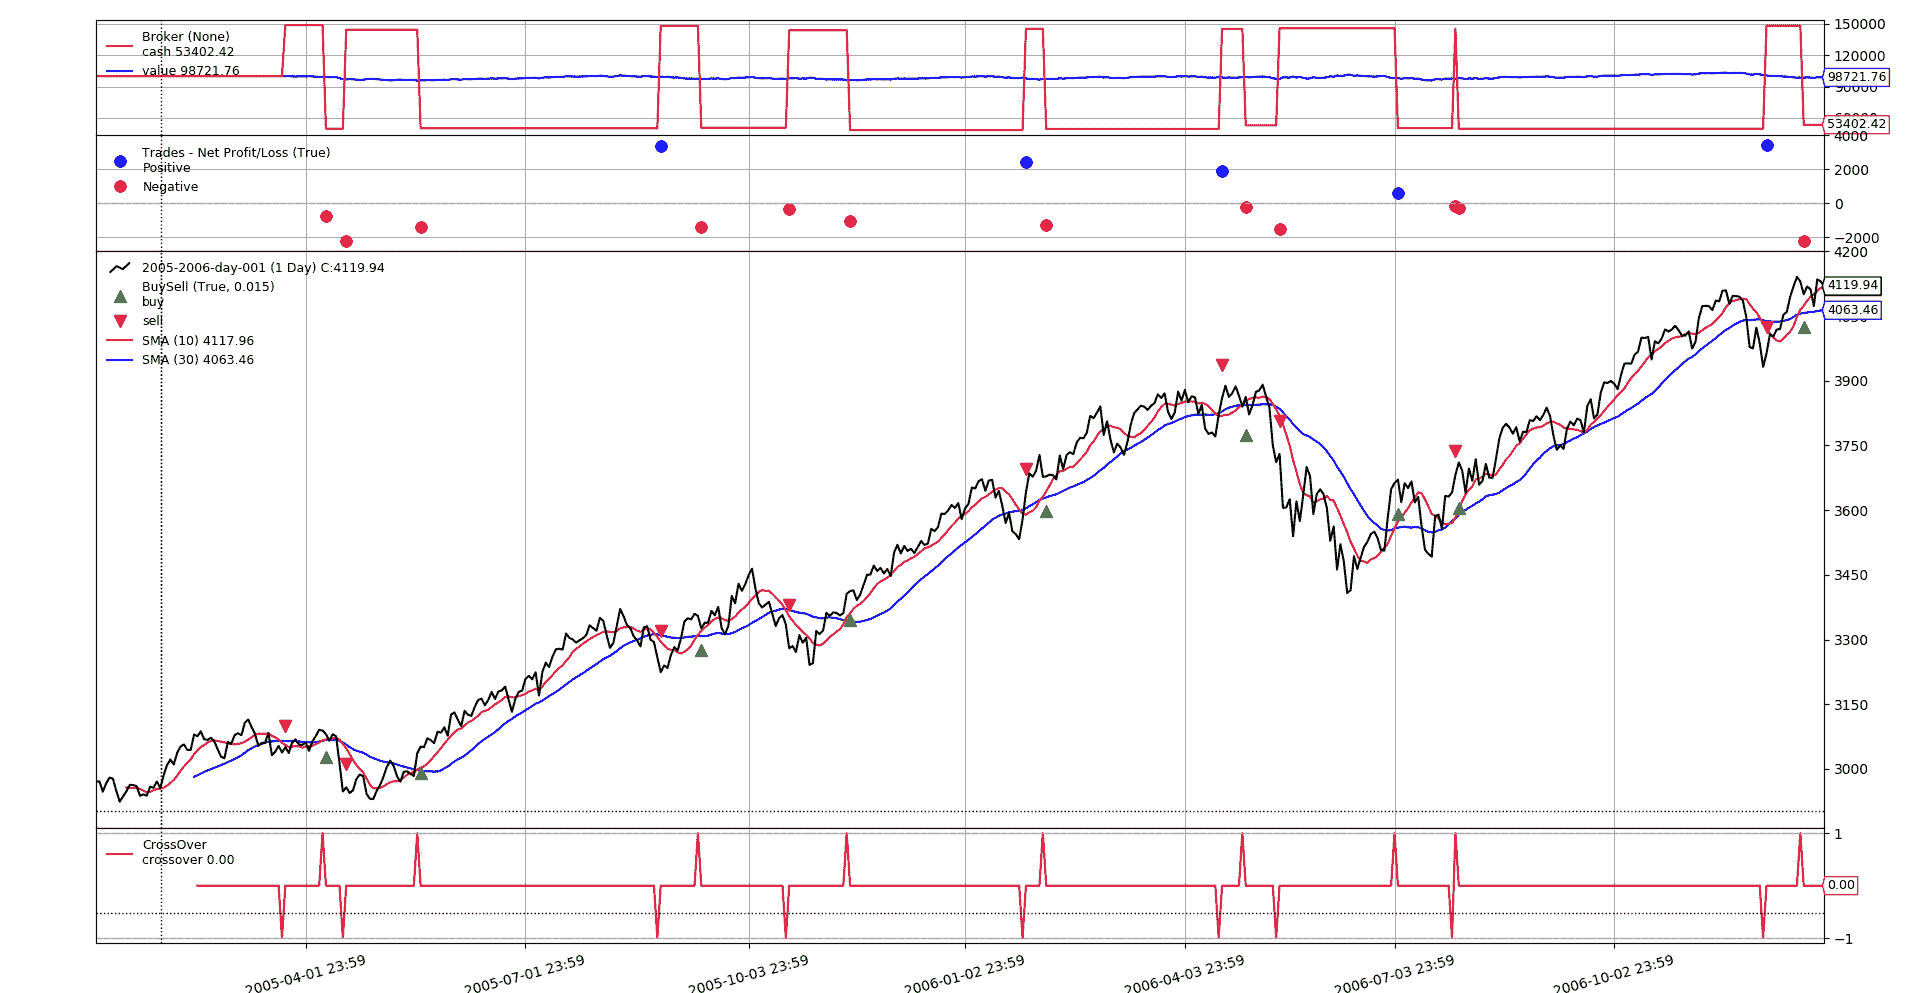 Broker (None)
cash 53402.42
value 98721.76
150000
120000
98721.76
90000
53402.42
Trades - Net Profit/Loss (True)
Positive
Negative
4000
2000
0
−2000
2005-2006-day-001 (1 Day) C:4119.94
BuySell (True, 0.015)
buy
sell
SMA (10) 4117.96
SMA (30) 4063.46
4200
4119.94
4063.46
3900
3750
3600
3450
3300
3150
3000
CrossOver
crossover 0.00
1
0.00
−1
2005-04-01 23:59
2005-07-01 23:59
2005-10-03 23:59
2006-01-02 23:59
2006-04-03 23:59
2006-07-03 23:59
2006-10-02 23:59